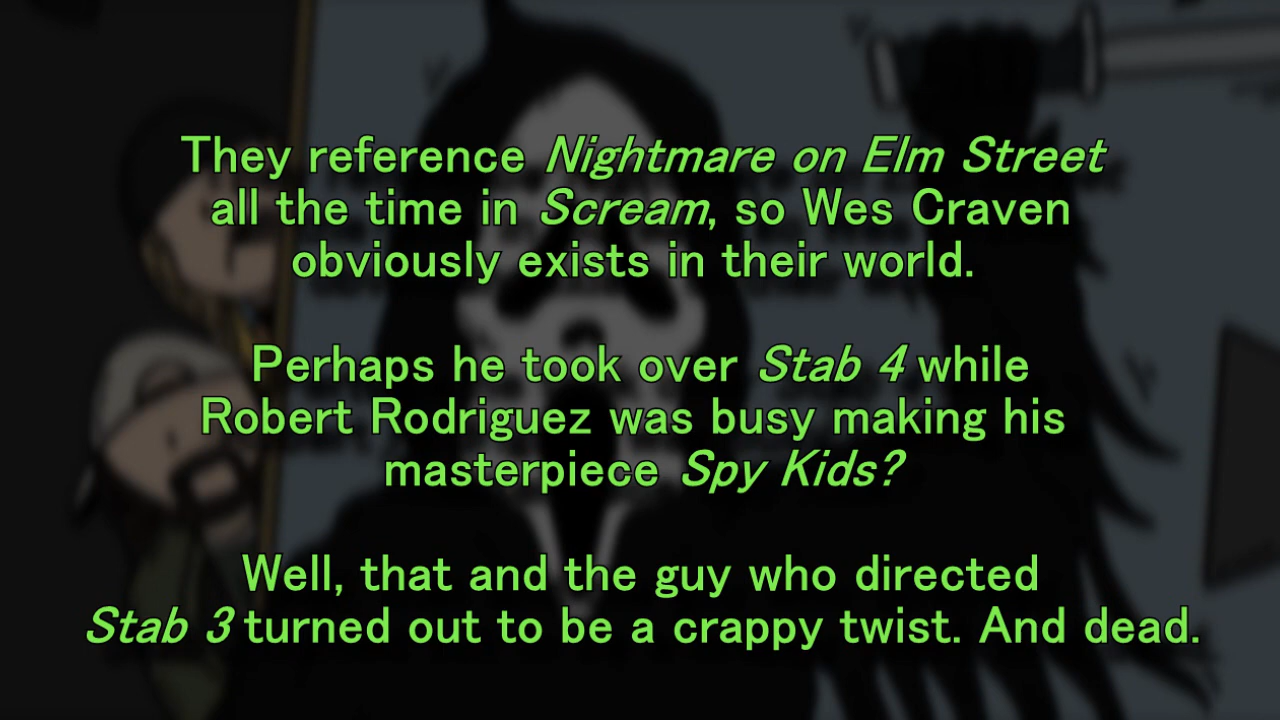 They reference Nightmare on Elm Street
all the time in Scream, so Wes Craven
obviously exists in their world.
Perhaps he took over Stab 4 while
Robert Rodriguez was busy making his
masterpiece Spy Kids?
Well, that and the guy who directed
Stab 3 turned out to be a crappy twist. And dead.